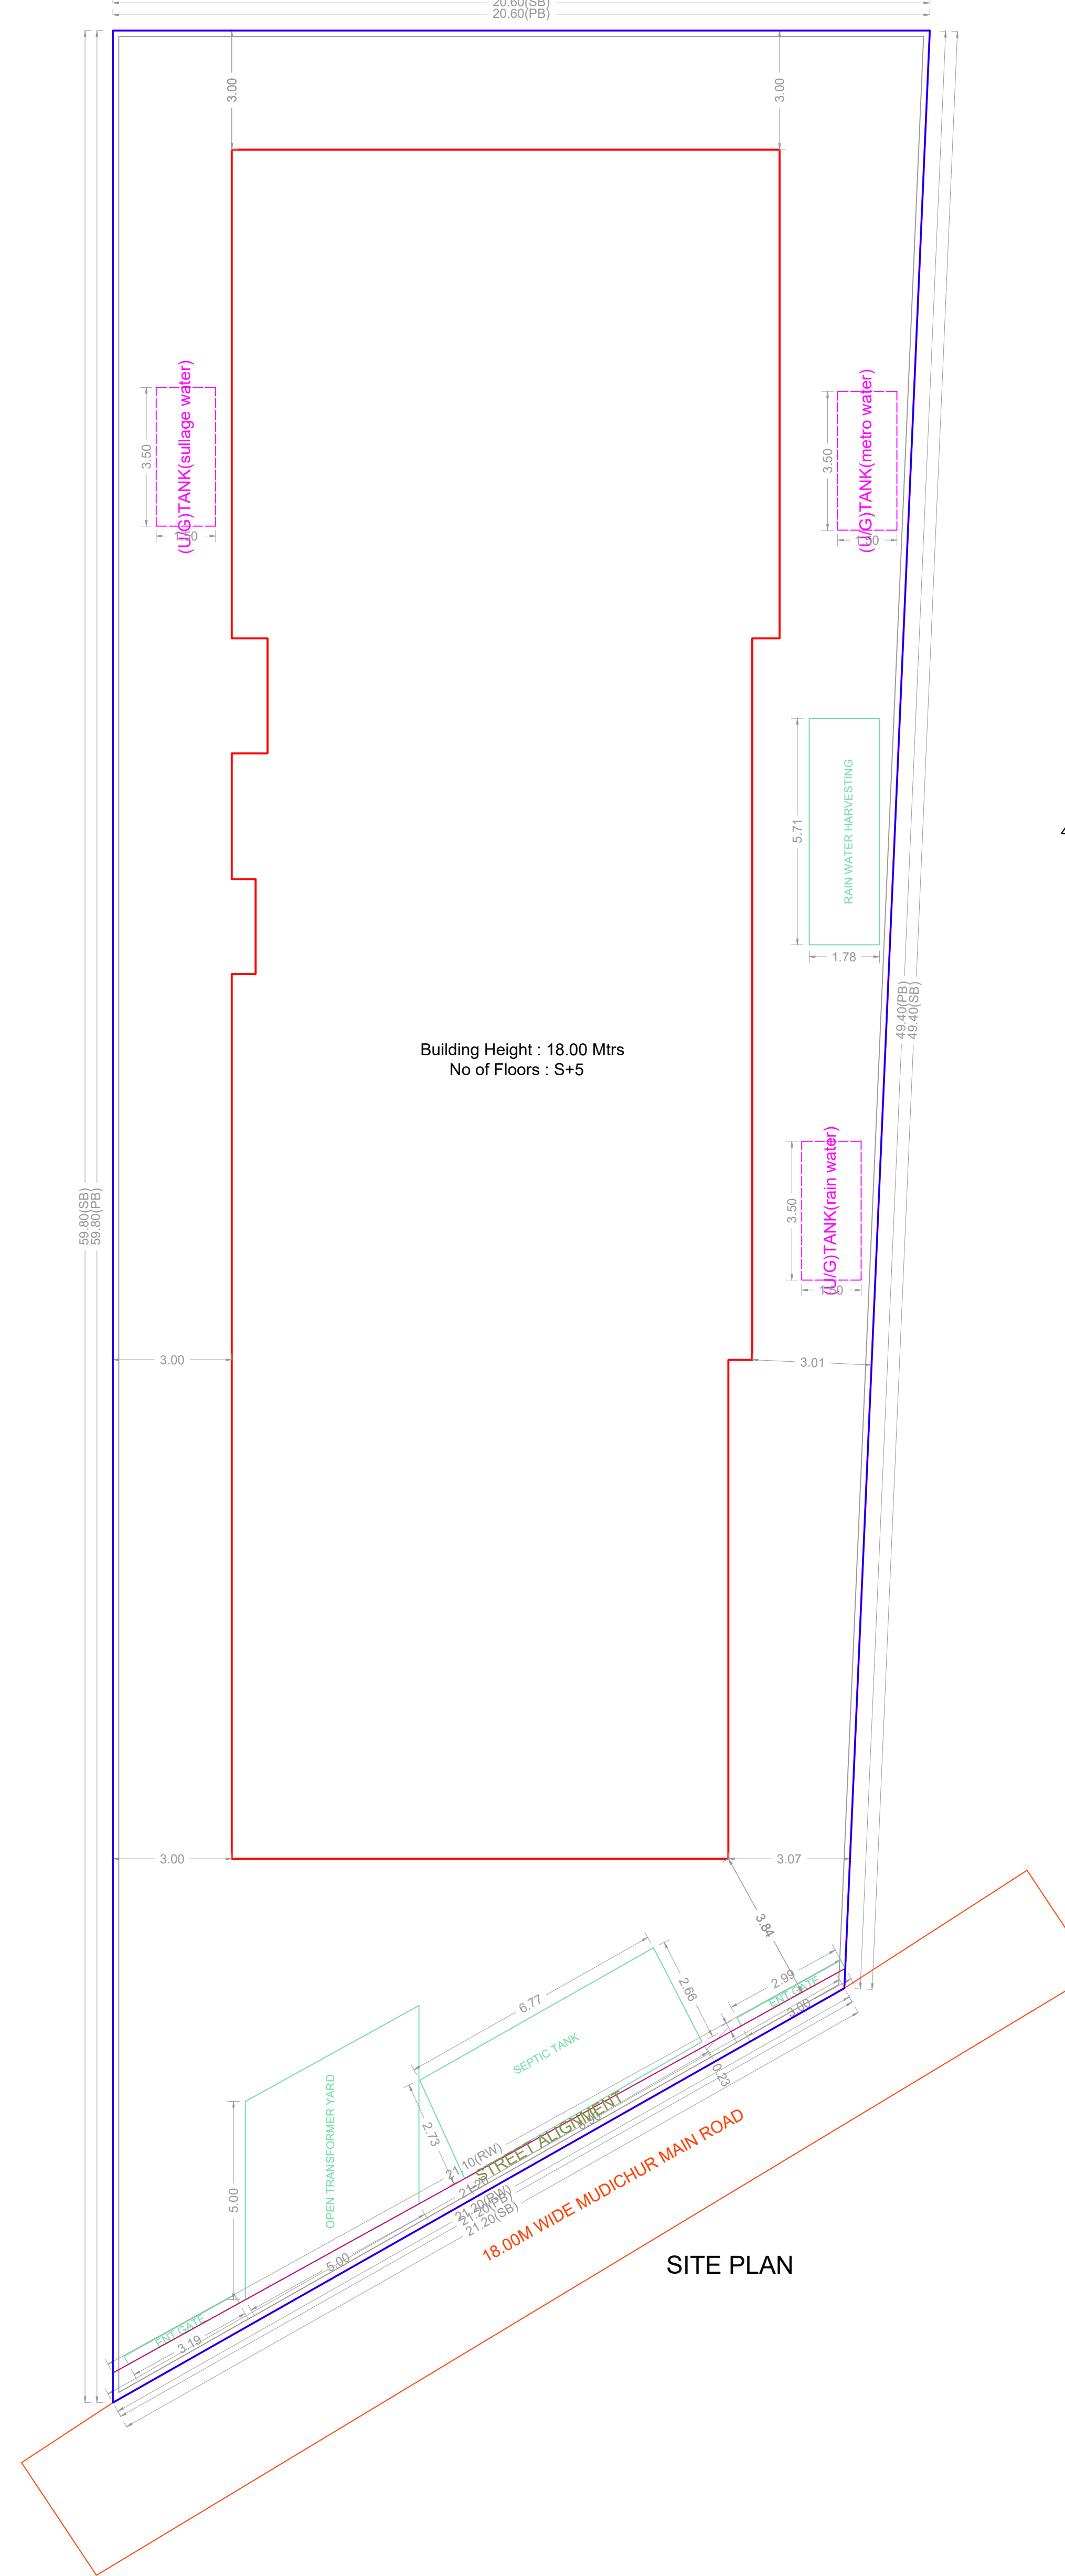 20.60(SB)
20.60(PB)
3.00
3.00
(U/G)TANK(sullage water)
3.50
(U/G)TANK(metro water)
3.50
1.50
RAIN WATER HARVESTING
5.71
1.78
4
49.40(PB)
49.40(SB)
Building Height : 18.00 Mtrs
No of Floors : S+5
59.80(SB)
59.80(PB)
(U/G)TANK(rain water)
3.50
3.00
3.01
3.00
3.07
3.84
2.99
ENT.GATE
3.00
2.66
6.77
SEPTIC TANK
0.23
2.73
OPEN TRANSFORMER YARD
5.00
STREET ALIGNMENT
21.10(RW)
21.20(RW)
21.20(PB)
21.20(SB)
18.00M WIDE MUDICHUR MAIN ROAD
5.00
ENT.GATE
3.19
SITE PLAN